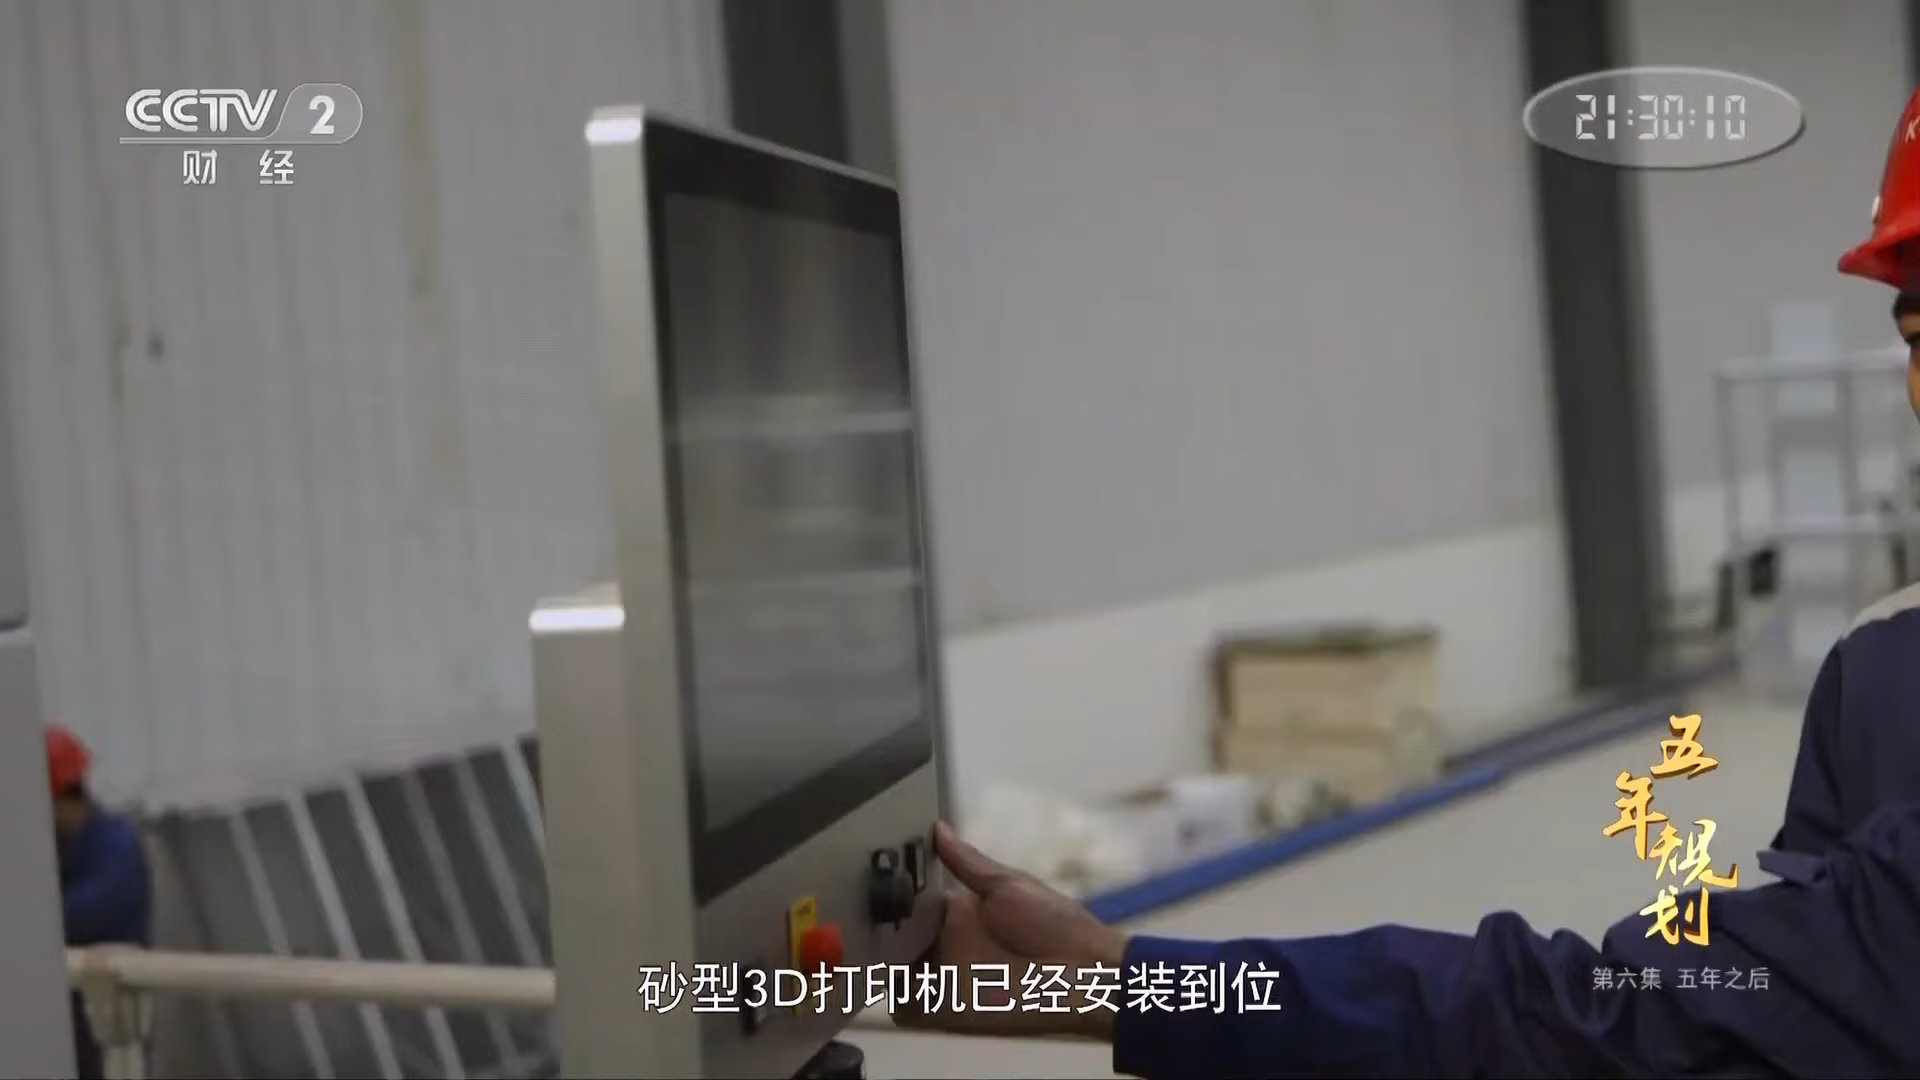 CCTV 2
财 经
21:30:10
五年规划
第六集 五年之后
砂型3D打印机已经安装到位